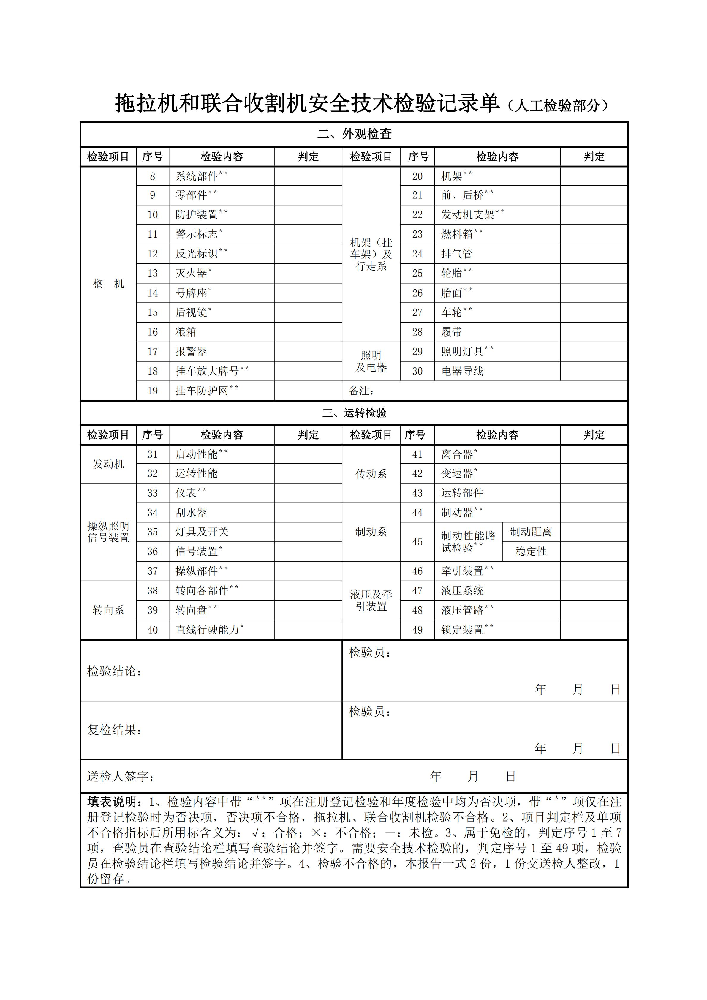 拖拉机和联合收割机安全技术检验记录单（人工检验部分）
二、外观检查
检验项目 序号 检验内容 判定 检验项目 序号 检验内容 判定
整 机 8 系统部件** 机架（挂车架）及行走系 20 机架**
9 零部件** 21 前、后桥**
10 防护装置** 22 发动机支架**
11 警示标志* 23 燃料箱**
12 反光标识** 24 排气管
13 灭火器* 25 轮胎**
14 号牌座* 26 胎面**
15 后视镜* 27 车轮**
16 粮箱 28 履带
17 报警器 照明及电器 29 照明灯具**
18 挂车放大牌号** 30 电器导线
19 挂车防护网** 备注：
三、运转检验
检验项目 序号 检验内容 判定 检验项目 序号 检验内容 判定
发动机 31 启动性能** 传动系 41 离合器*
32 运转性能 42 变速器*
操纵照明信号装置 33 仪表** 43 运转部件
34 刮水器 制动系 44 制动器**
35 灯具及开关 45 制动性能路试检验** 制动距离
36 信号装置* 稳定性
37 操纵部件** 液压及牵引装置 46 牵引装置**
转向系 38 转向各部件** 47 液压系统
39 转向盘** 48 液压管路**
40 直线行驶能力* 49 锁定装置**
检验结论： 检验员：
年 月 日
复检结果： 检验员：
年 月 日
送检人签字： 年 月 日
填表说明：1、检验内容中带“**”项在注册登记检验和年度检验中均为否决项，带“*”项仅在注
册登记检验时为否决项，否决项不合格，拖拉机、联合收割机检验不合格。2、项目判定栏及单项
不合格指标后所用标含义为：√：合格；×：不合格；－：未检。3、属于免检的，判定序号 1 至 7
项，查验员在查验结论栏填写查验结论并签字。需要安全技术检验的，判定序号 1 至 49 项，检验
员在检验结论栏填写检验结论并签字。4、检验不合格的，本报告一式 2 份，1 份交送检人整改，1
份留存。